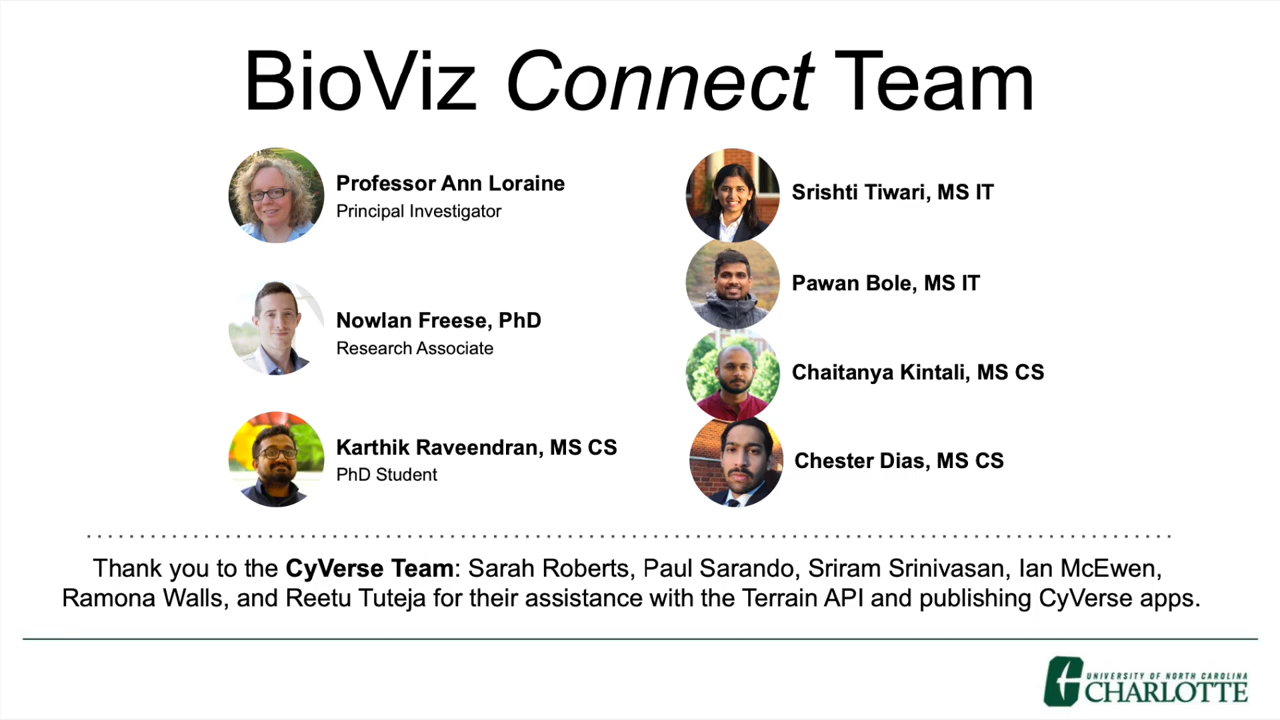 BioViz Connect Team
Professor Ann Loraine
Principal Investigator
Nowlan Freese, PhD
Research Associate
Karthik Raveendran, MS CS
PhD Student
Srishti Tiwari, MS IT
Pawan Bole, MS IT
Chaitanya Kintali, MS CS
Chester Dias, MS CS
Thank you to the CyVerse Team: Sarah Roberts, Paul Sarando, Sriram Srinivasan, Ian McEwen,
Ramona Walls, and Reetu Tuteja for their assistance with the Terrain API and publishing CyVerse apps.
UNIVERSITY OF NORTH CAROLINA
CHARLOTTE